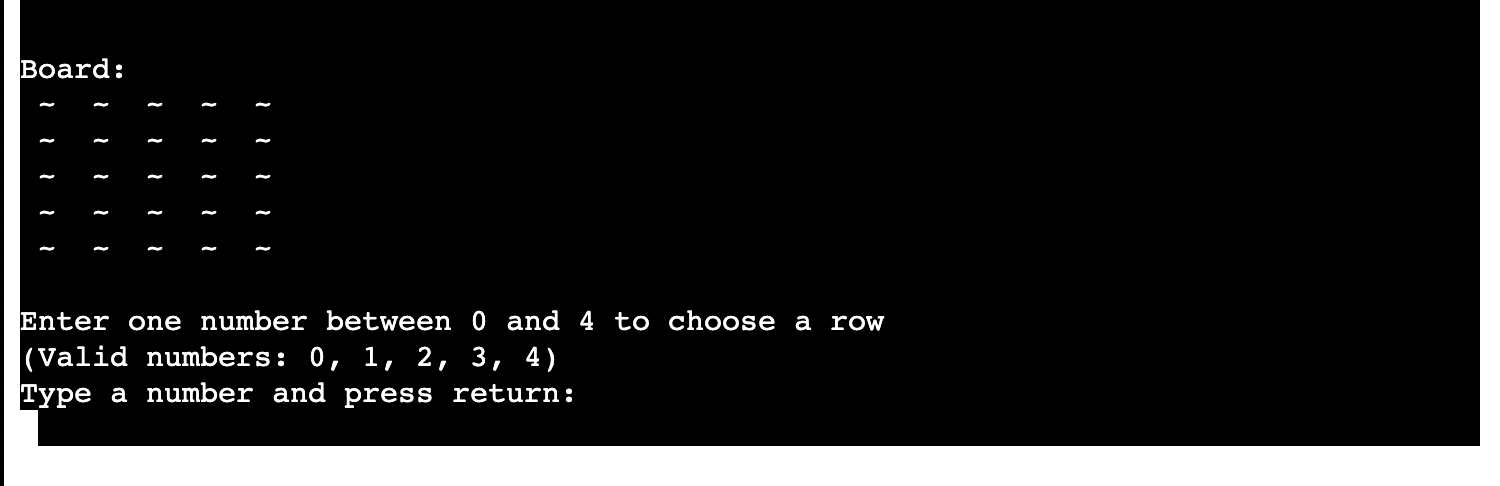 Board:
~ ~ ~ ~ ~
~ ~ ~ ~ ~
~ ~ ~ ~ ~
~ ~ ~ ~ ~
~ ~ ~ ~ ~
Enter one number between 0 and 4 to choose a row
(Valid numbers: 0, 1, 2, 3, 4)
Type a number and press return: